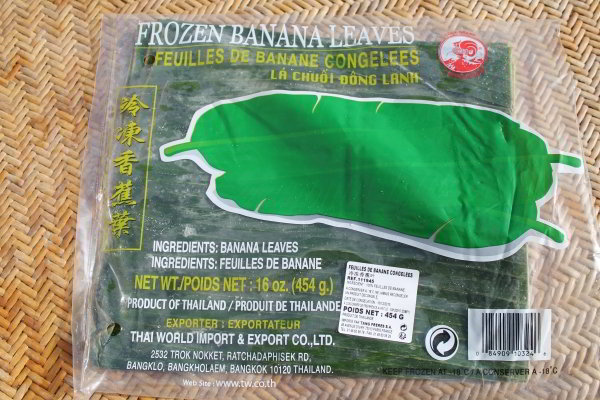 FROZEN BANANA LEAVES
FEUILLES DE BANANE CONGELEES
LÁ CHUỐI ĐÔNG LẠNH
冷凍香蕉葉
INGREDIENTS: BANANA LEAVES
INGREDIENTS: FEUILLES DE BANANE
NET WT./POIDS NET : 16 oz. (454 g.)
PRODUCT OF THAILAND / PRODUIT DE THAILANDE
EXPORTER : EXPORTATEUR
THAI WORLD IMPORT & EXPORT CO.,LTD.
2532 TROK NOKKET, RATCHADAPHISEK RD,
BANGKLO, BANGKHOLAEM, BANGKOK 10120 THAILAND.
Web Site : www.tw.co.th
FEUILLES DE BANANE CONGELEES
POIDS NET : 454 G
KEEP FROZEN AT -18°C / A CONSERVER A -18°C